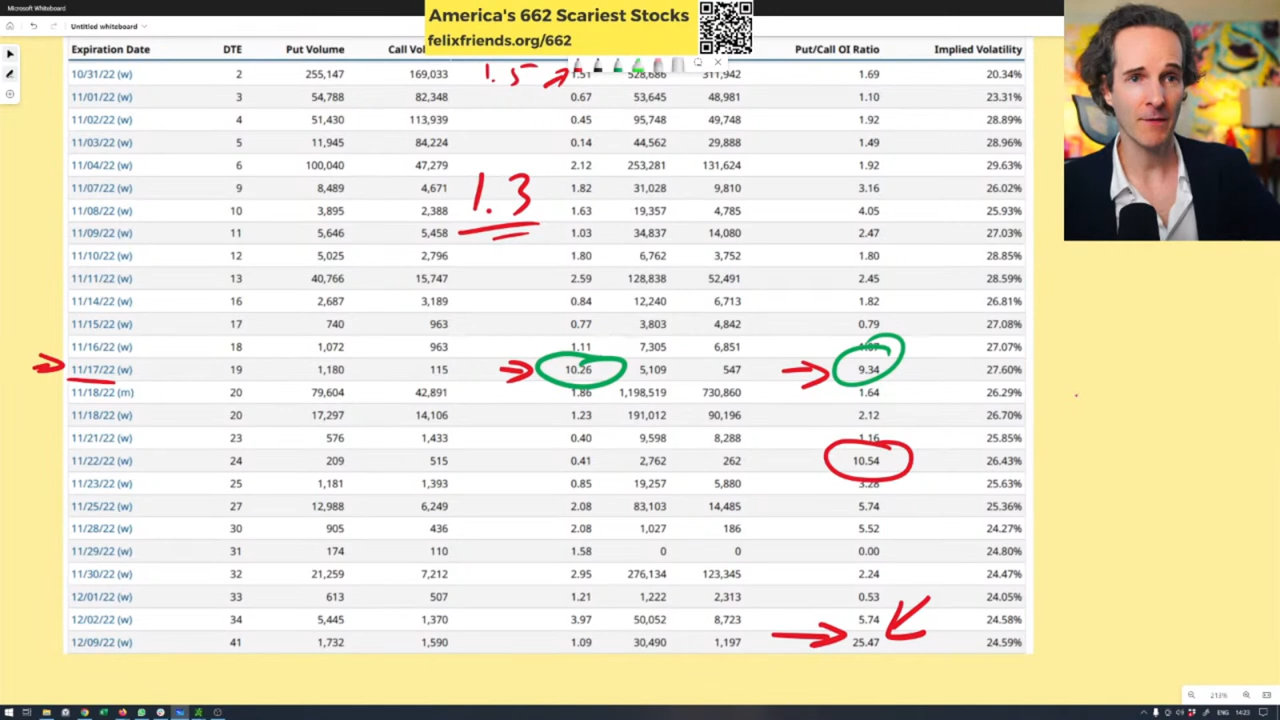 Microsoft Whiteboard
Untitled whiteboard
America's 662 Scariest Stocks
felixfriends.org/662
Expiration Date DTE Put Volume Call Vol Put/Call OI Ratio Implied Volatility
10/31/22 (w) 2 255,147 169,033 1.5 1.51 528,686 311,942 1.69 20.34%
11/01/22 (w) 3 54,788 82,348 0.67 53,645 48,981 1.10 23.31%
11/02/22 (w) 4 51,430 113,939 0.45 95,748 49,748 1.92 28.89%
11/03/22 (w) 5 11,945 84,224 0.14 44,562 29,888 1.49 28.96%
11/04/22 (w) 6 100,040 47,279 2.12 253,281 131,624 1.92 29.63%
11/07/22 (w) 9 8,489 4,671 1.82 31,028 9,810 3.16 26.02%
1.3
11/08/22 (w) 10 3,895 2,388 1.63 19,357 4,785 4.05 25.93%
11/09/22 (w) 11 5,646 5,458 1.03 34,837 14,080 2.47 27.03%
11/10/22 (w) 12 5,025 2,796 1.80 6,762 3,752 1.80 28.85%
11/11/22 (w) 13 40,766 15,747 2.59 128,838 52,491 2.45 28.59%
11/14/22 (w) 16 2,687 3,189 0.84 12,240 6,713 1.82 26.81%
11/15/22 (w) 17 740 963 0.77 3,803 4,842 0.79 27.08%
11/16/22 (w) 18 1,072 963 1.11 7,305 6,851 27.07%
11/17/22 (w) 19 1,180 115 10.26 5,109 547 9.34 27.60%
11/18/22 (m) 20 79,604 42,891 1.86 1,198,519 730,860 1.64 26.29%
11/18/22 (w) 20 17,297 14,106 1.23 191,012 90,196 2.12 26.70%
11/21/22 (w) 23 576 1,433 0.40 9,598 8,288 1.16 25.85%
11/22/22 (w) 24 209 515 0.41 2,762 262 10.54 26.43%
11/23/22 (w) 25 1,181 1,393 0.85 19,257 5,880 3.28 25.63%
11/25/22 (w) 27 12,988 6,249 2.08 83,103 14,485 5.74 25.36%
11/28/22 (w) 30 905 436 2.08 1,027 186 5.52 24.27%
11/29/22 (w) 31 174 110 1.58 0 0 0.00 24.80%
11/30/22 (w) 32 21,259 7,212 2.95 276,134 123,345 2.24 24.47%
12/01/22 (w) 33 613 507 1.21 1,222 2,313 0.53 24.05%
12/02/22 (w) 34 5,445 1,370 3.97 50,052 8,723 5.74 24.58%
12/09/22 (w) 41 1,732 1,590 1.09 30,490 1,197 25.47 24.59%
213%
ENG 14:23